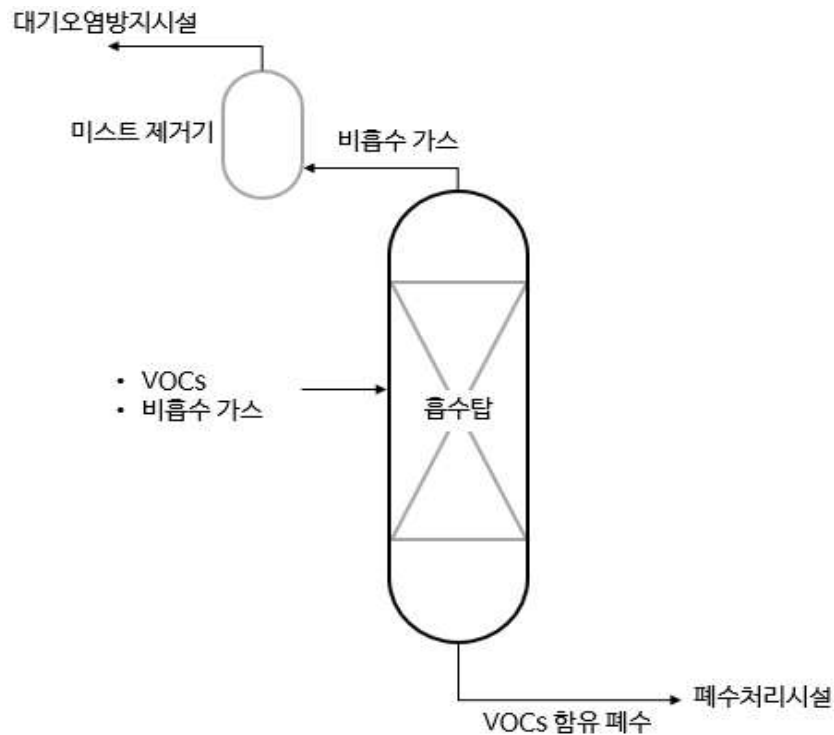 대기오염방지시설
미스트 제거기
비흡수 가스
• VOCs
• 비흡수 가스
흡수탑
폐수처리시설
VOCs 함유 폐수